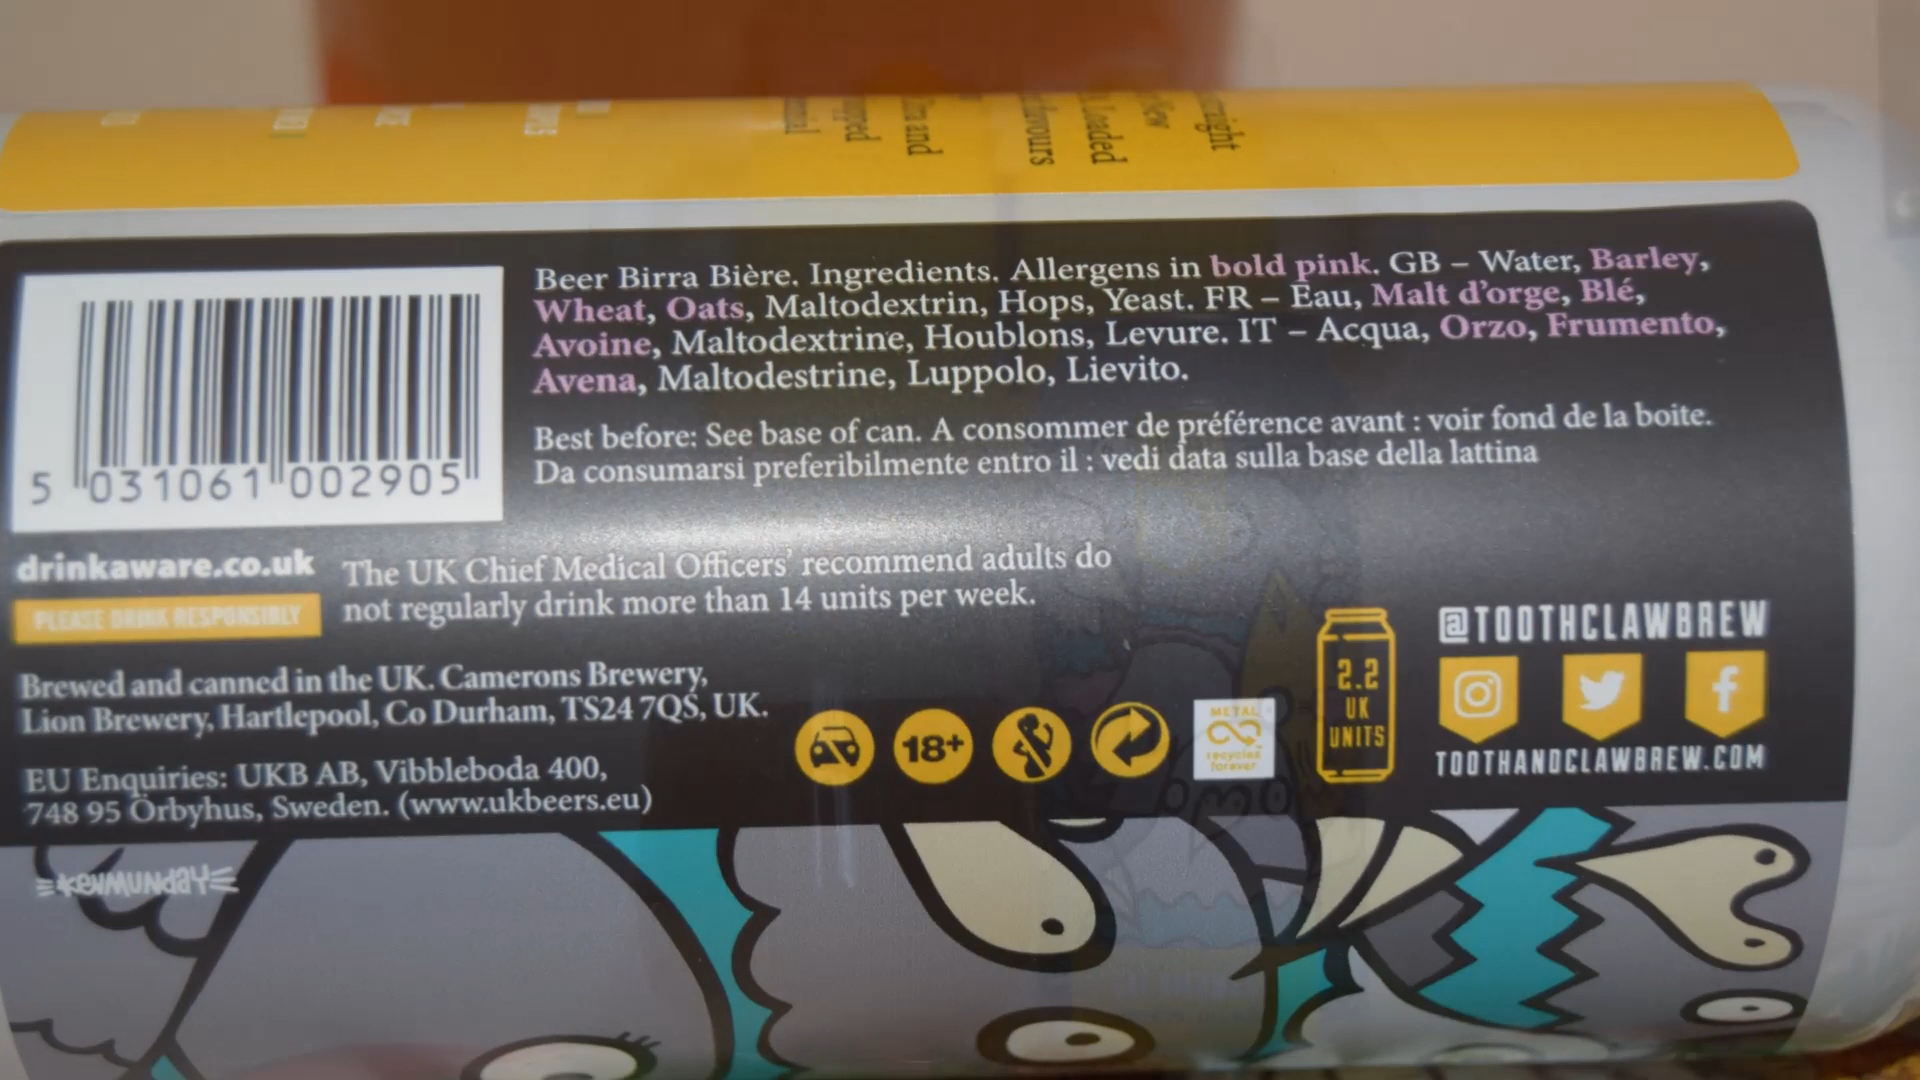 Beer Birra Bière. Ingredients. Allergens in bold pink. GB – Water, Barley,
Wheat, Oats, Maltodextrin, Hops, Yeast. FR – Eau, Malt d'orge, Blé,
Avoine, Maltodextrine, Houblons, Levure. IT – Acqua, Orzo, Frumento,
Avena, Maltodestrine, Luppolo, Lievito.
Best before: See base of can. A consommer de préférence avant : voir fond de la boite.
Da consumarsi preferibilmente entro il : vedi data sulla base della lattina
5 031061 002905
drinkaware.co.uk
PLEASE DRINK RESPONSIBLY
The UK Chief Medical Officers' recommend adults do
not regularly drink more than 14 units per week.
Brewed and canned in the UK. Camerons Brewery,
Lion Brewery, Hartlepool, Co Durham, TS24 7QS, UK.
EU Enquiries: UKB AB, Vibbleboda 400,
748 95 Örbyhus, Sweden. (www.ukbeers.eu)
18+
METAL
recycles
forever
2.2
UK
UNITS
@TOOTHCLAWBREW
TOOTHANDCLAWBREW.COM
KEVMUNDAY
and
Loaded